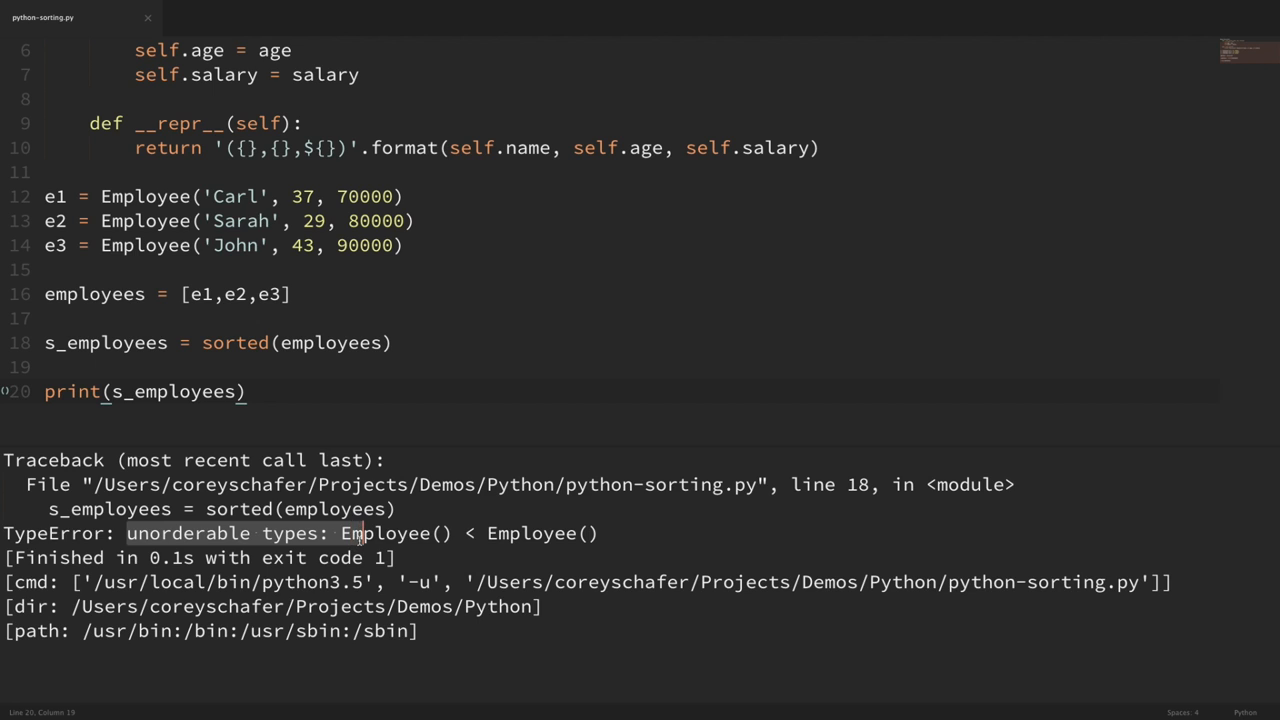 python-sorting.py ×
6 self.age = age
7 self.salary = salary
8
9 def __repr__(self):
10 return '({},{},${})'.format(self.name, self.age, self.salary)
11
12 e1 = Employee('Carl', 37, 70000)
13 e2 = Employee('Sarah', 29, 80000)
14 e3 = Employee('John', 43, 90000)
15
16 employees = [e1,e2,e3]
17
18 s_employees = sorted(employees)
19
()20 print(s_employees)
Traceback (most recent call last):
File "/Users/coreyschafer/Projects/Demos/Python/python-sorting.py", line 18, in <module>
s_employees = sorted(employees)
TypeError: unorderable types: Employee() < Employee()
[Finished in 0.1s with exit code 1]
[cmd: ['/usr/local/bin/python3.5', '-u', '/Users/coreyschafer/Projects/Demos/Python/python-sorting.py']]
[dir: /Users/coreyschafer/Projects/Demos/Python]
[path: /usr/bin:/bin:/usr/sbin:/sbin]
Line 20, Column 19 Spaces: 4 Python